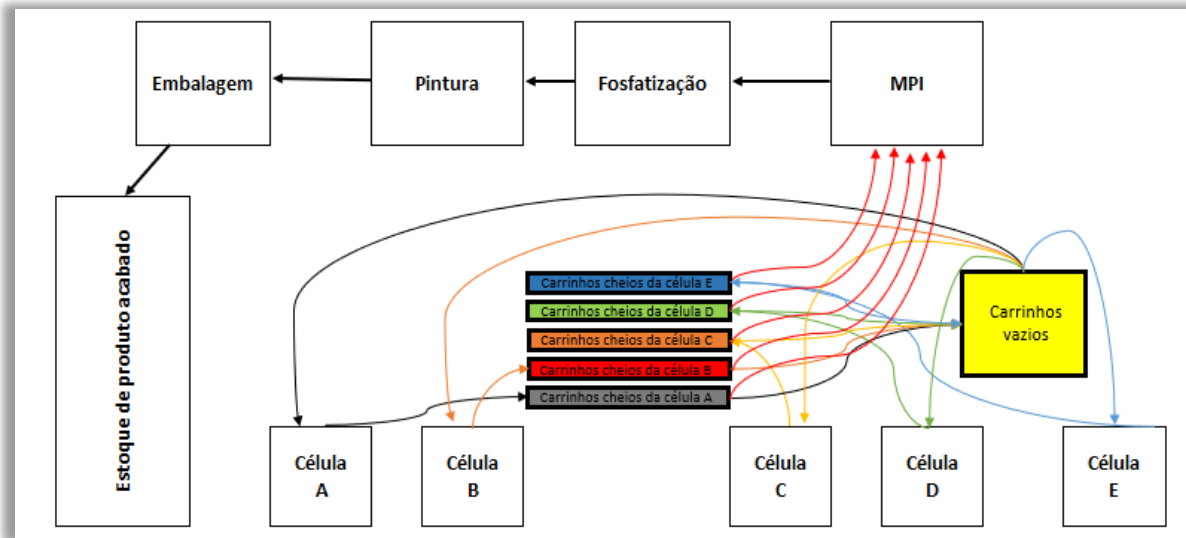 Embalagem
Pintura
Fosfatização
MPI
Estoque de produto acabado
Carrinhos cheios da célula E
Carrinhos cheios da célula D
Carrinhos cheios da célula C
Carrinhos cheios da célula B
Carrinhos cheios da célula A
Carrinhos
vazios
Célula
A
Célula
B
Célula
C
Célula
D
Célula
E